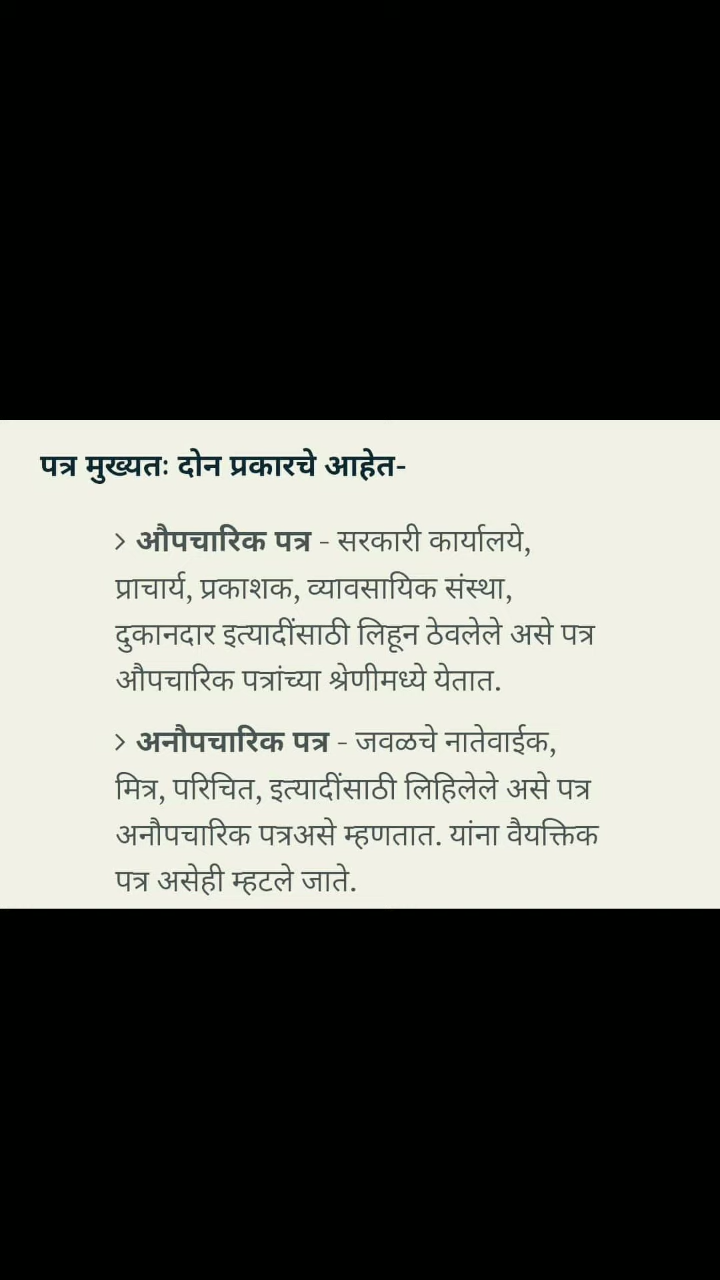 पत्र मुख्यतः दोन प्रकारचे आहेत-
> औपचारिक पत्र - सरकारी कार्यालये,
प्राचार्य, प्रकाशक, व्यावसायिक संस्था,
दुकानदार इत्यादींसाठी लिहून ठेवलेले असे पत्र
औपचारिक पत्रांच्या श्रेणीमध्ये येतात.
> अनौपचारिक पत्र - जवळचे नातेवाईक,
मित्र, परिचित, इत्यादींसाठी लिहिलेले असे पत्र
अनौपचारिक पत्रअसे म्हणतात. यांना वैयक्तिक
पत्र असेही म्हटले जाते.